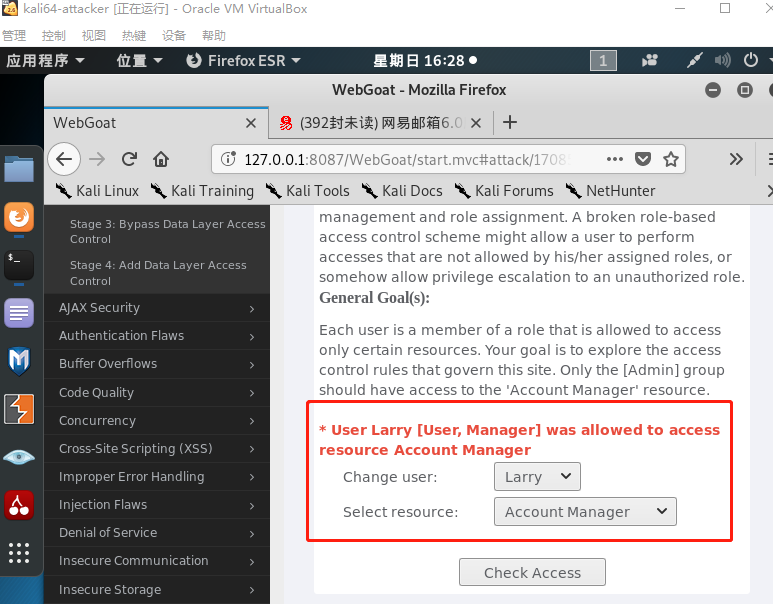 kali64-attacker [正在运行] - Oracle VM VirtualBox
管理 控制 视图 热键 设备 帮助
应用程序 位置 Firefox ESR 星期日 16:28 1
WebGoat - Mozilla Firefox
WebGoat (392封未读) 网易邮箱6.0
127.0.0.1:8087/WebGoat/start.mvc#attack/1708
Kali Linux Kali Training Kali Tools Kali Docs Kali Forums NetHunter
Stage 3: Bypass Data Layer Access
Control
Stage 4: Add Data Layer Access
Control
AJAX Security
Authentication Flaws
Buffer Overflows
Code Quality
Concurrency
Cross-Site Scripting (XSS)
Improper Error Handling
Injection Flaws
Denial of Service
Insecure Communication
Insecure Storage
management and role assignment. A broken role-based
access control scheme might allow a user to perform
accesses that are not allowed by his/her assigned roles, or
somehow allow privilege escalation to an unauthorized role.
General Goal(s):
Each user is a member of a role that is allowed to access
only certain resources. Your goal is to explore the access
control rules that govern this site. Only the [Admin] group
should have access to the 'Account Manager' resource.
* User Larry [User, Manager] was allowed to access
resource Account Manager
Change user: Larry
Select resource: Account Manager
Check Access